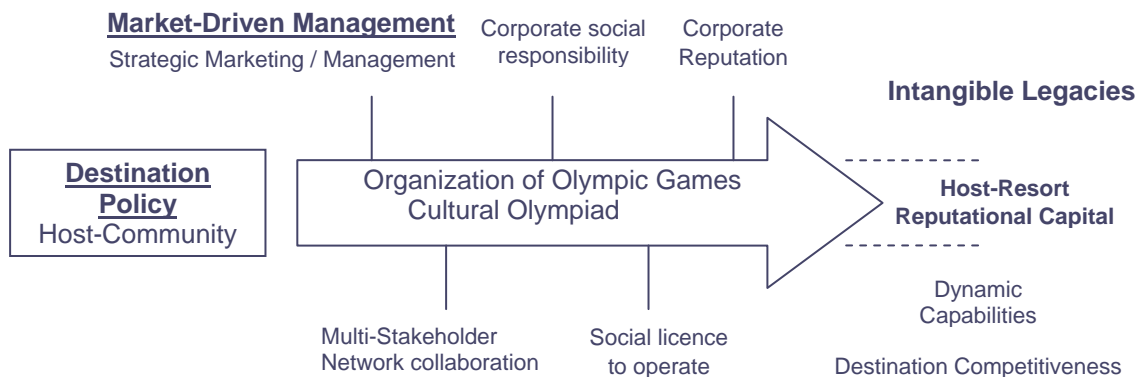 Market-Driven Management
Strategic Marketing / Management
Corporate social
responsibility
Corporate
Reputation
Intangible Legacies
Destination
Policy
Host-Community
Organization of Olympic Games
Cultural Olympiad
Host-Resort
Reputational Capital
Multi-Stakeholder
Network collaboration
Social licence
to operate
Dynamic
Capabilities
Destination Competitiveness